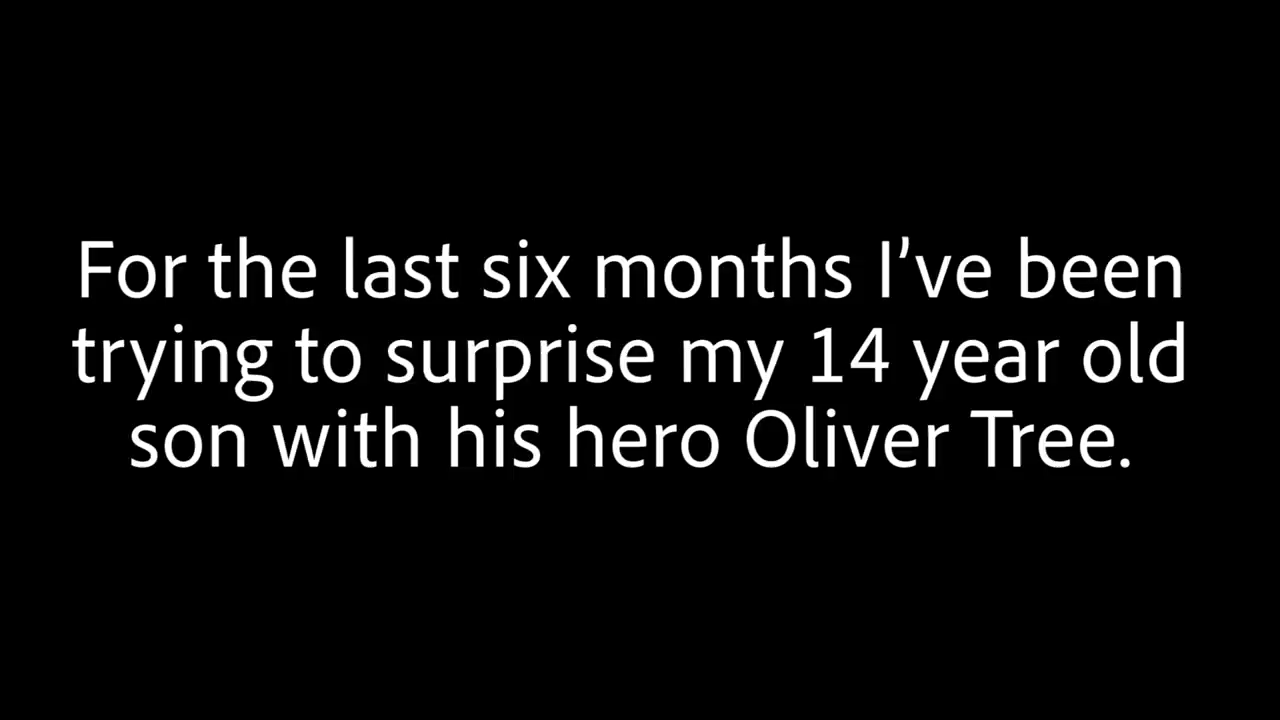 For the last six months I’ve been
trying to surprise my 14 year old
son with his hero Oliver Tree.